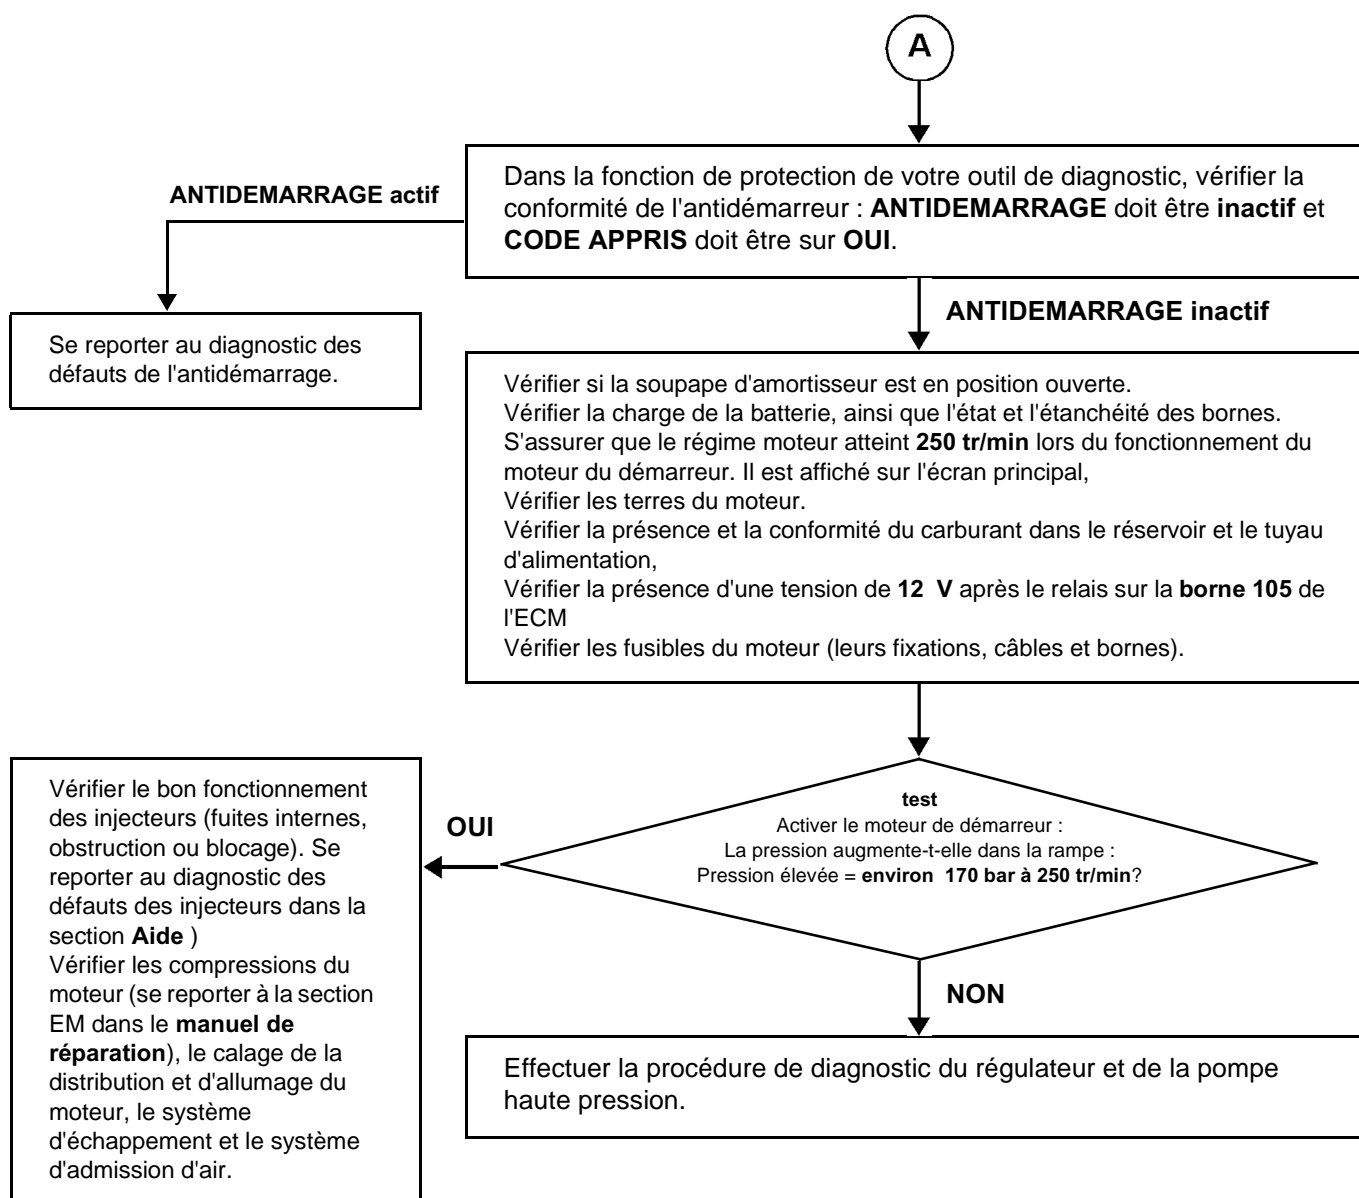 A
Dans la fonction de protection de votre outil de diagnostic, vérifier la
conformité de l'antidémarreur : ANTIDEMARRAGE doit être inactif et
CODE APPRIS doit être sur OUI.
ANTIDEMARRAGE actif
Se reporter au diagnostic des
défauts de l'antidémarrage.
ANTIDEMARRAGE inactif
Vérifier si la soupape d'amortisseur est en position ouverte.
Vérifier la charge de la batterie, ainsi que l'état et l'étanchéité des bornes.
S'assurer que le régime moteur atteint 250 tr/min lors du fonctionnement du
moteur du démarreur. Il est affiché sur l'écran principal,
Vérifier les terres du moteur.
Vérifier la présence et la conformité du carburant dans le réservoir et le tuyau
d'alimentation,
Vérifier la présence d'une tension de 12 V après le relais sur la borne 105 de
l'ECM
Vérifier les fusibles du moteur (leurs fixations, câbles et bornes).
test
Activer le moteur de démarreur :
La pression augmente-t-elle dans la rampe :
Pression élevée = environ 170 bar à 250 tr/min?
OUI
Vérifier le bon fonctionnement
des injecteurs (fuites internes,
obstruction ou blocage). Se
reporter au diagnostic des
défauts des injecteurs dans la
section Aide )
Vérifier les compressions du
moteur (se reporter à la section
EM dans le manuel de
réparation), le calage de la
distribution et d'allumage du
moteur, le système
d'échappement et le système
d'admission d'air.
NON
Effectuer la procédure de diagnostic du régulateur et de la pompe
haute pression.